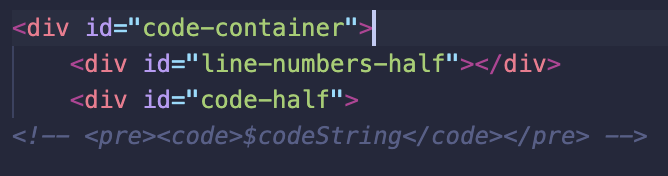 <div id="code-container">
    <div id="line-numbers-half"></div>
    <div id="code-half">
<!-- <pre><code>$codeString</code></pre> -->